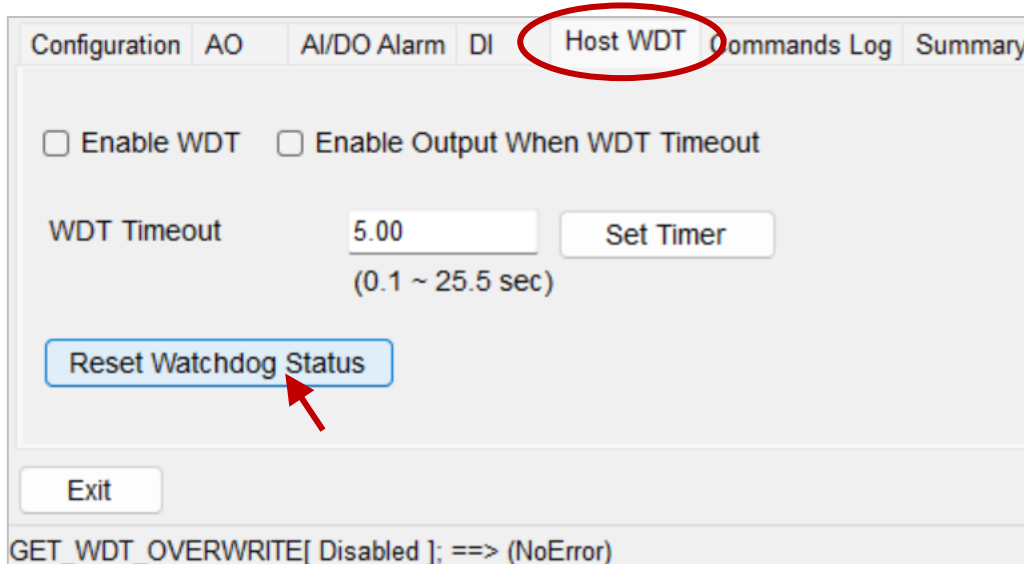 Configuration AO AI/DO Alarm DI Host WDT Commands Log Summary
Enable WDT Enable Output When WDT Timeout
WDT Timeout 5.00 Set Timer
(0.1 ~ 25.5 sec)
Reset Watchdog Status
Exit
GET_WDT_OVERWRITE[ Disabled ]; ==> (NoError)